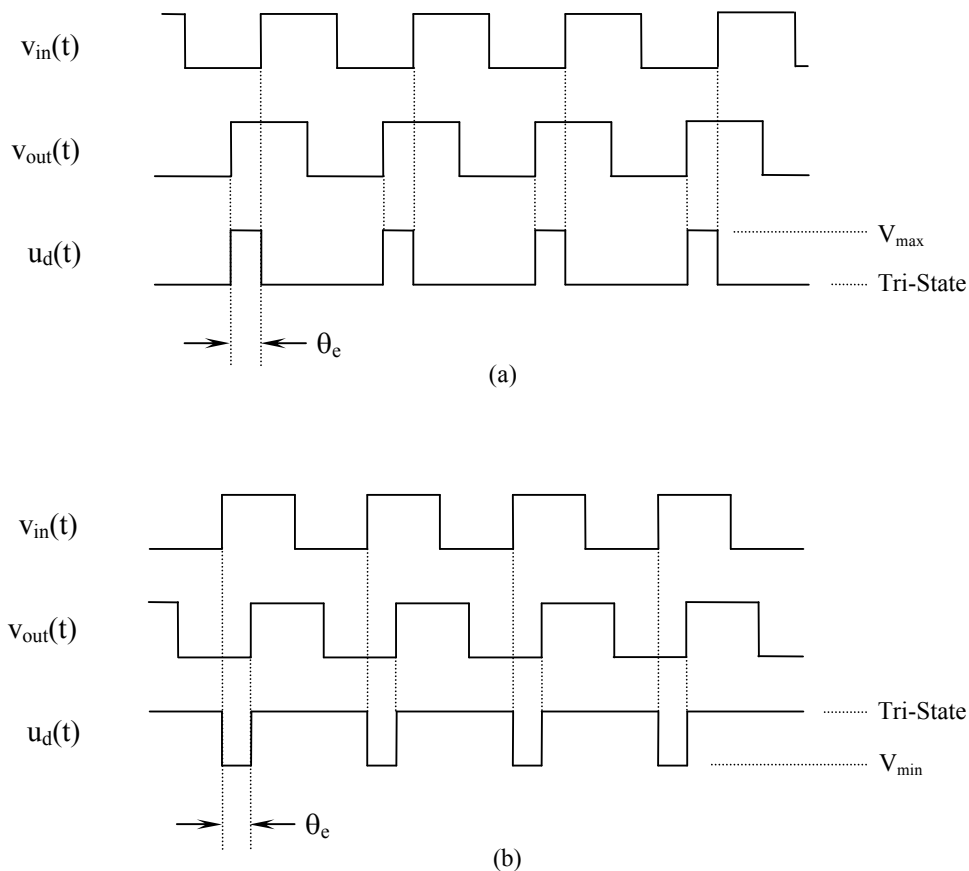 v_in(t)
v_out(t)
u_d(t)
V_max
Tri-State
θ_e
(a)
v_in(t)
v_out(t)
u_d(t)
Tri-State
V_min
θ_e
(b)